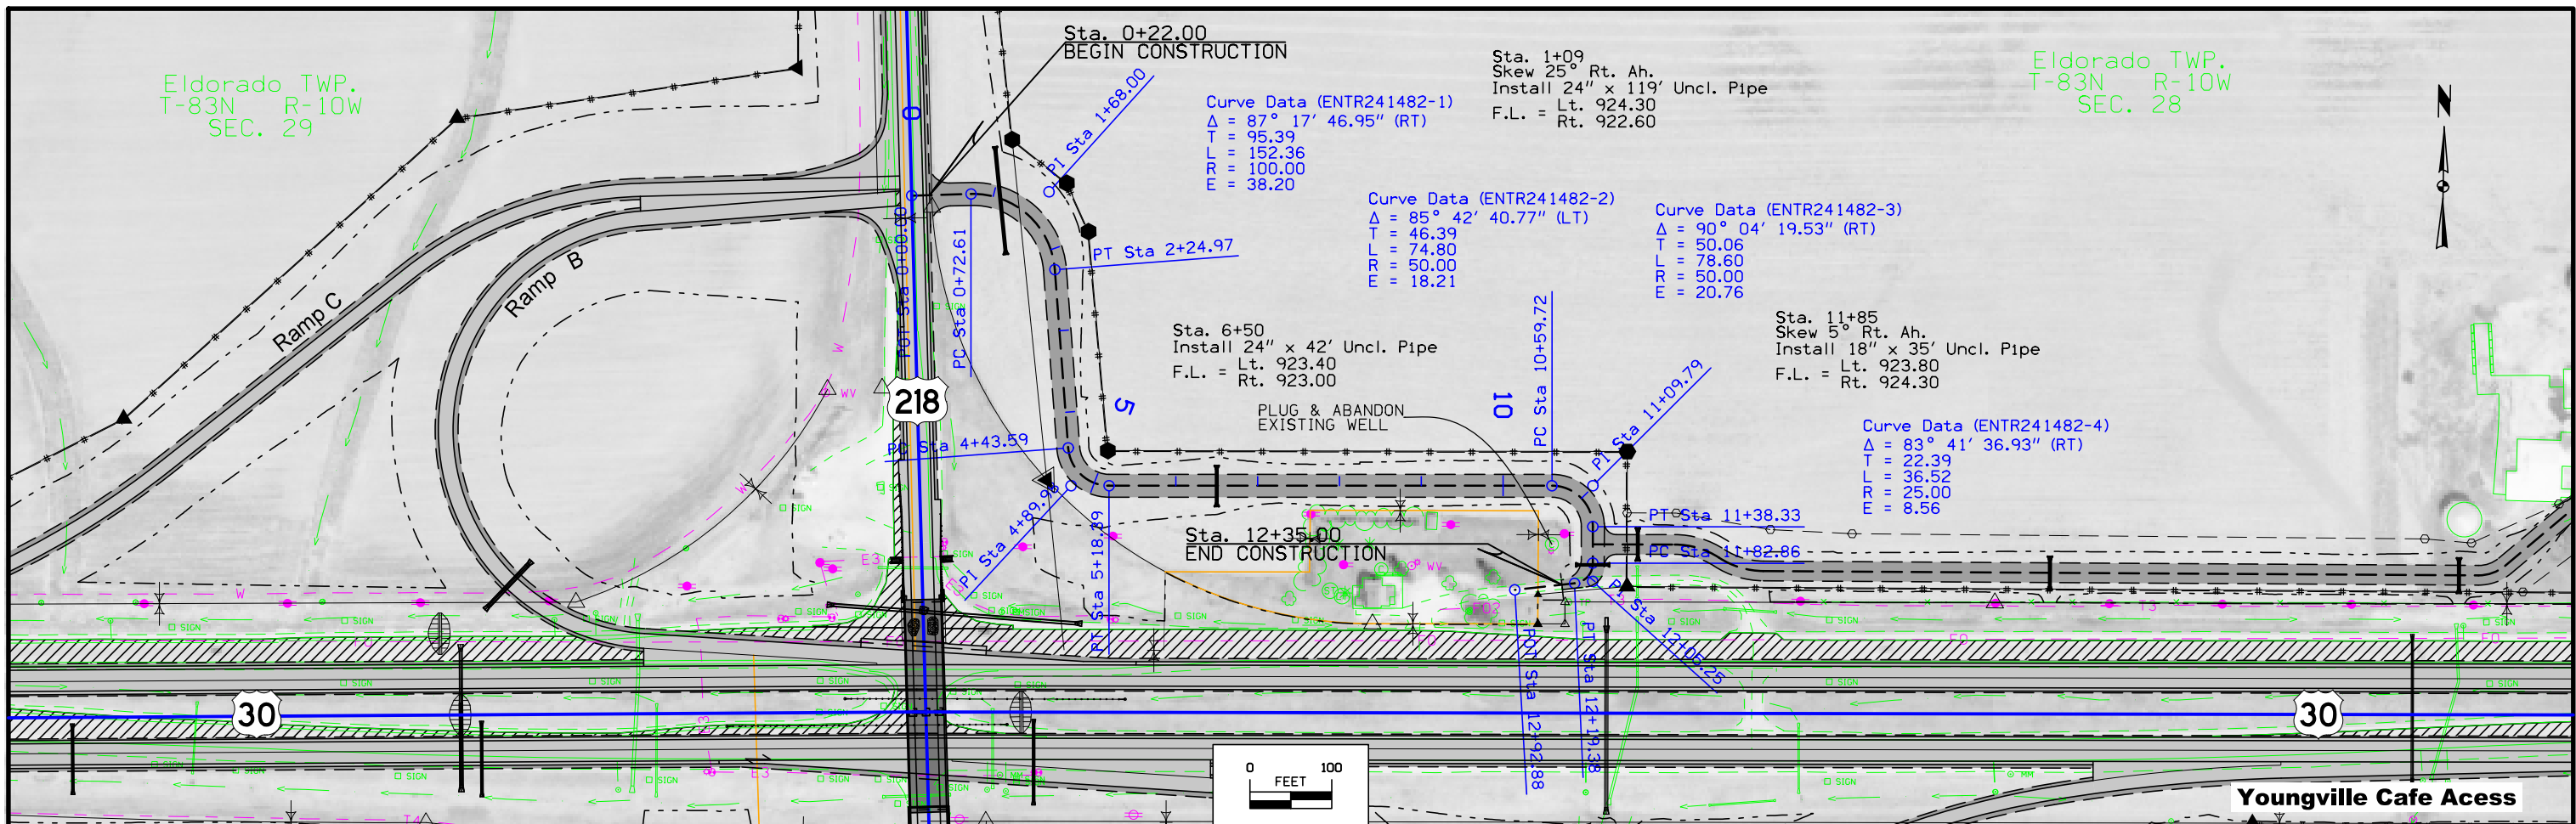 Eldorado TWP.
T-83N R-10W
SEC. 29
Sta. 0+22.00
BEGIN CONSTRUCTION
PI Sta 1+68.00
Curve Data (ENTR241482-1)
Δ = 87° 17' 46.95" (RT)
T = 95.39
L = 152.36
R = 100.00
E = 38.20
Sta. 1+09
Skew 25° Rt. Ah.
Install 24" x 119' Uncl. Pipe
F.L. = Lt. 924.30
Rt. 922.60
Eldorado TWP.
T-83N R-10W
SEC. 28
N
0
Curve Data (ENTR241482-2)
Δ = 85° 42' 40.77" (LT)
T = 46.39
L = 74.80
R = 50.00
E = 18.21
Curve Data (ENTR241482-3)
Δ = 90° 04' 19.53" (RT)
T = 50.06
L = 78.60
R = 50.00
E = 20.76
Ramp C
Ramp B
POT Sta 0+00.00
PC Sta 0+72.61
PT Sta 2+24.97
Sta. 6+50
Install 24" x 42' Uncl. Pipe
F.L. = Lt. 923.40
Rt. 923.00
Sta. 11+85
Skew 5° Rt. Ah.
Install 18" x 35' Uncl. Pipe
F.L. = Lt. 923.80
Rt. 924.30
218
5
10
PLUG & ABANDON
EXISTING WELL
PC Sta 10+59.72
PI Sta 11+09.79
Curve Data (ENTR241482-4)
Δ = 83° 41' 36.93" (RT)
T = 22.39
L = 36.52
R = 25.00
E = 8.56
PC Sta 4+43.59
PI Sta 4+89.98
PT Sta 5+18.39
Sta. 12+35.00
END CONSTRUCTION
PT Sta 11+38.33
PC Sta 11+82.86
PI Sta 12+05.25
PT Sta 12+19.38
POT Sta 12+92.88
30
30
0 100
FEET
Youngville Cafe Acess